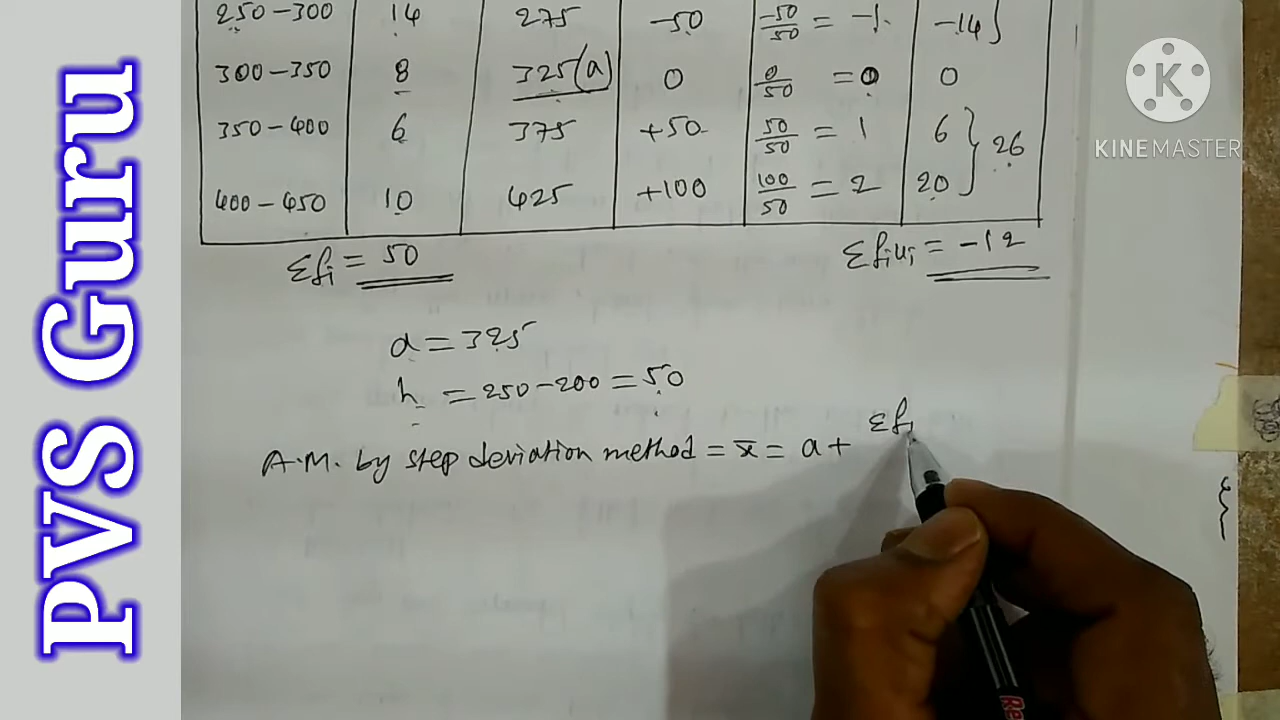 250-300 14 275 -50 -50/50 = -1 -14
300-350 8 325(a) 0 0/50 = 0 0
350-400 6 375 +50 50/50 = 1 6
26
400-450 10 425 +100 100/50 = 2 20
Σfi = 50 Σfiui = -12
a = 325
h = 250-200 = 50
A.M. by step deviation method = x̄ = a + Σfi
PVS Guru
K
KINEMASTER
Re